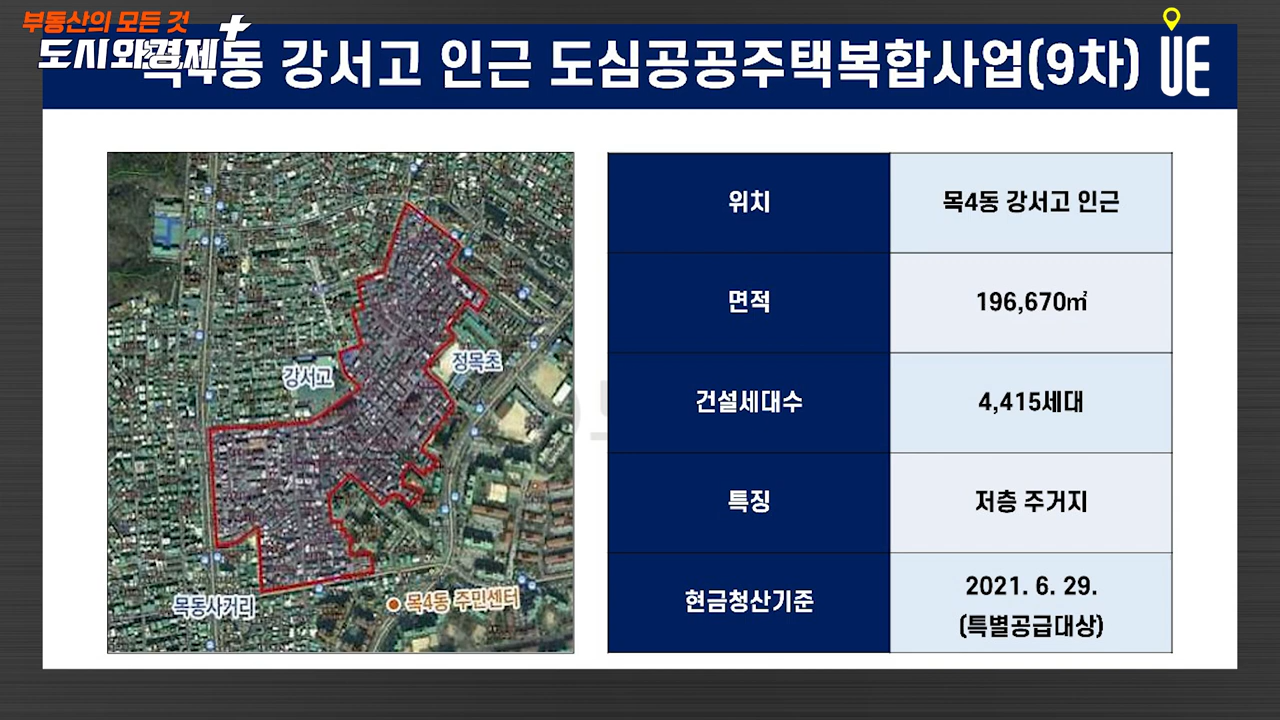 부동산의 모든 것
도시와경제
목4동 강서고 인근 도심공공주택복합사업(9차)
UE
강서고
정목초
목동사거리
목4동 주민센터
위치
목4동 강서고 인근
면적
196,670㎡
건설세대수
4,415세대
특징
저층 주거지
현금청산기준
2021. 6. 29.
(특별공급대상)